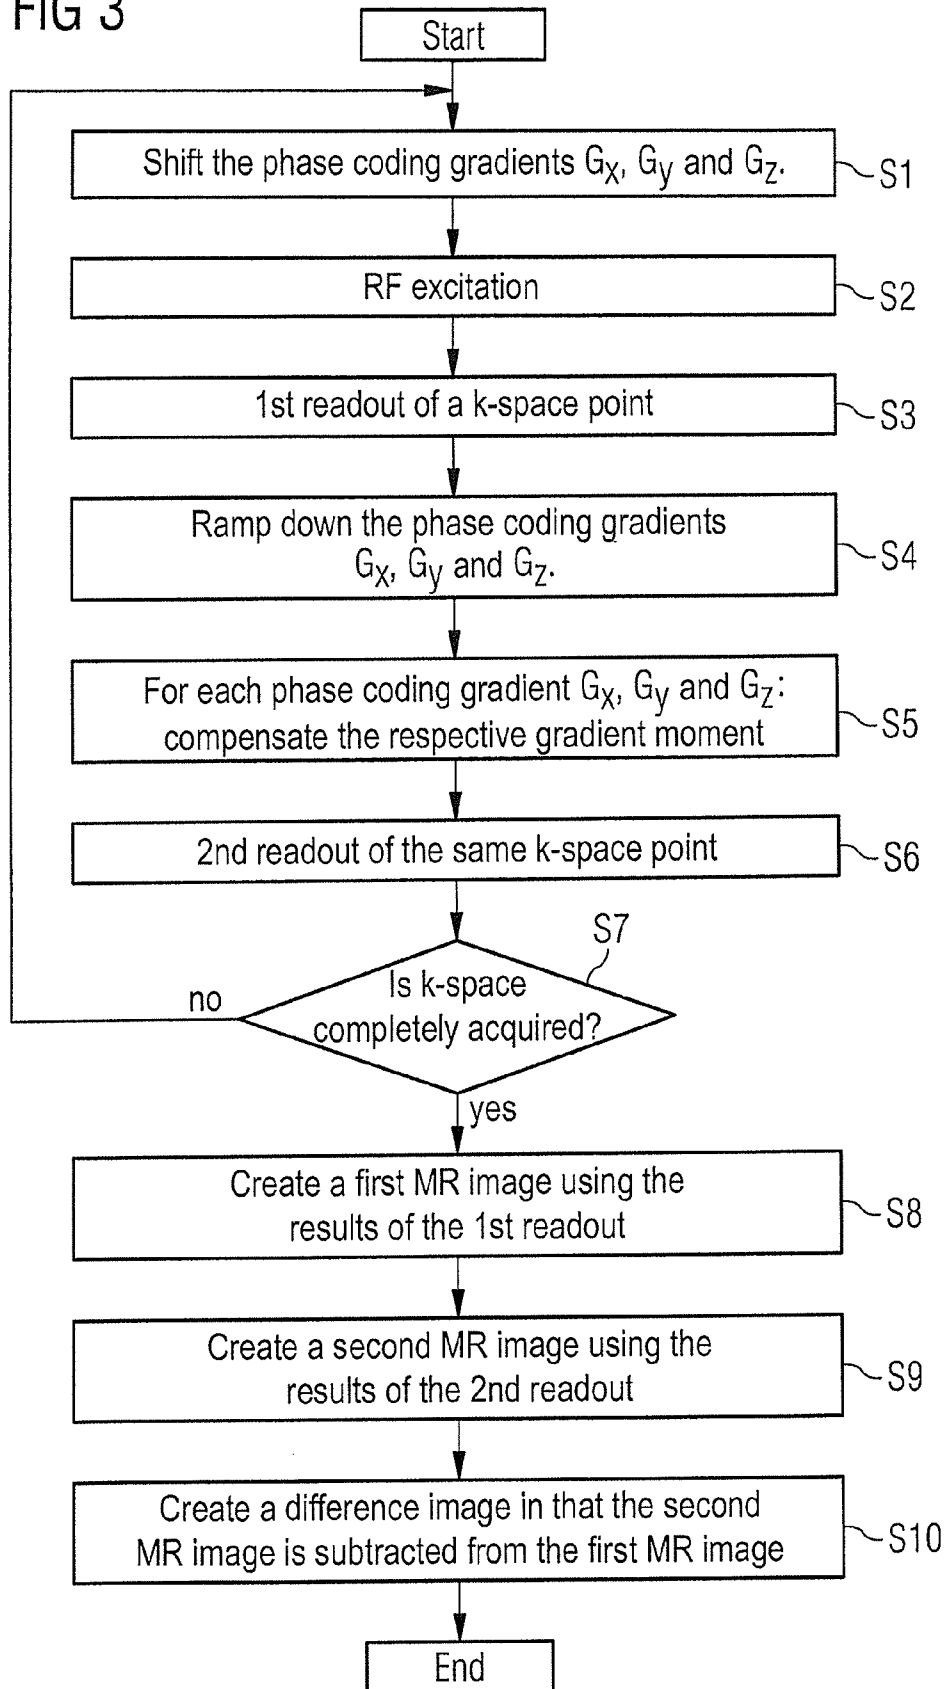 FIG 3
Start
Shift the phase coding gradients Gx, Gy and Gz.
S1
RF excitation
S2
1st readout of a k-space point
S3
Ramp down the phase coding gradients
Gx, Gy and Gz.
S4
For each phase coding gradient Gx, Gy and Gz:
compensate the respective gradient moment
S5
2nd readout of the same k-space point
S6
S7
Is k-space
completely acquired?
no
yes
Create a first MR image using the
results of the 1st readout
S8
Create a second MR image using the
results of the 2nd readout
S9
Create a difference image in that the second
MR image is subtracted from the first MR image
S10
End